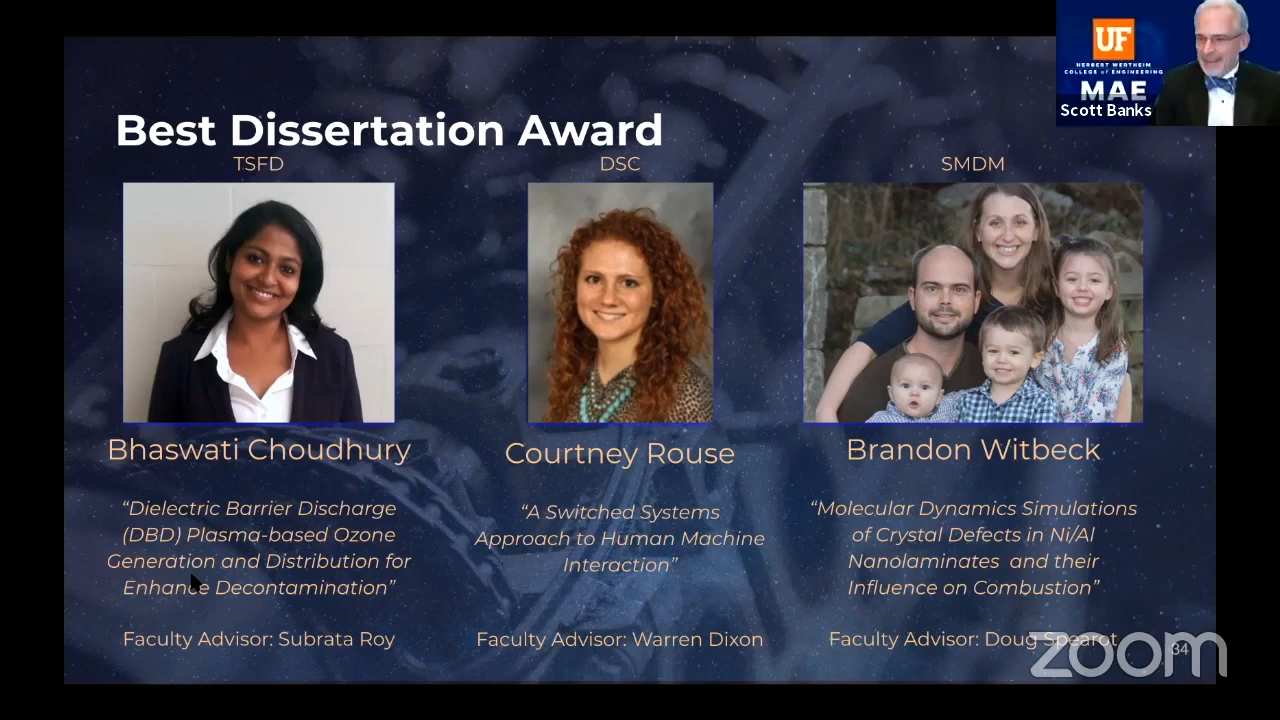 UF
HERBERT WERTHEIM
COLLEGE of ENGINEERING
MAE
Scott Banks
Best Dissertation Award
TSFD
DSC
SMDM
Bhaswati Choudhury
Courtney Rouse
Brandon Witbeck
“Dielectric Barrier Discharge
(DBD) Plasma-based Ozone
Generation and Distribution for
Enhance Decontamination”
“A Switched Systems
Approach to Human Machine
Interaction”
“Molecular Dynamics Simulations
of Crystal Defects in Ni/Al
Nanolaminates and their
Influence on Combustion”
Faculty Advisor: Subrata Roy
Faculty Advisor: Warren Dixon
Faculty Advisor: Doug Spearot
zoom
34